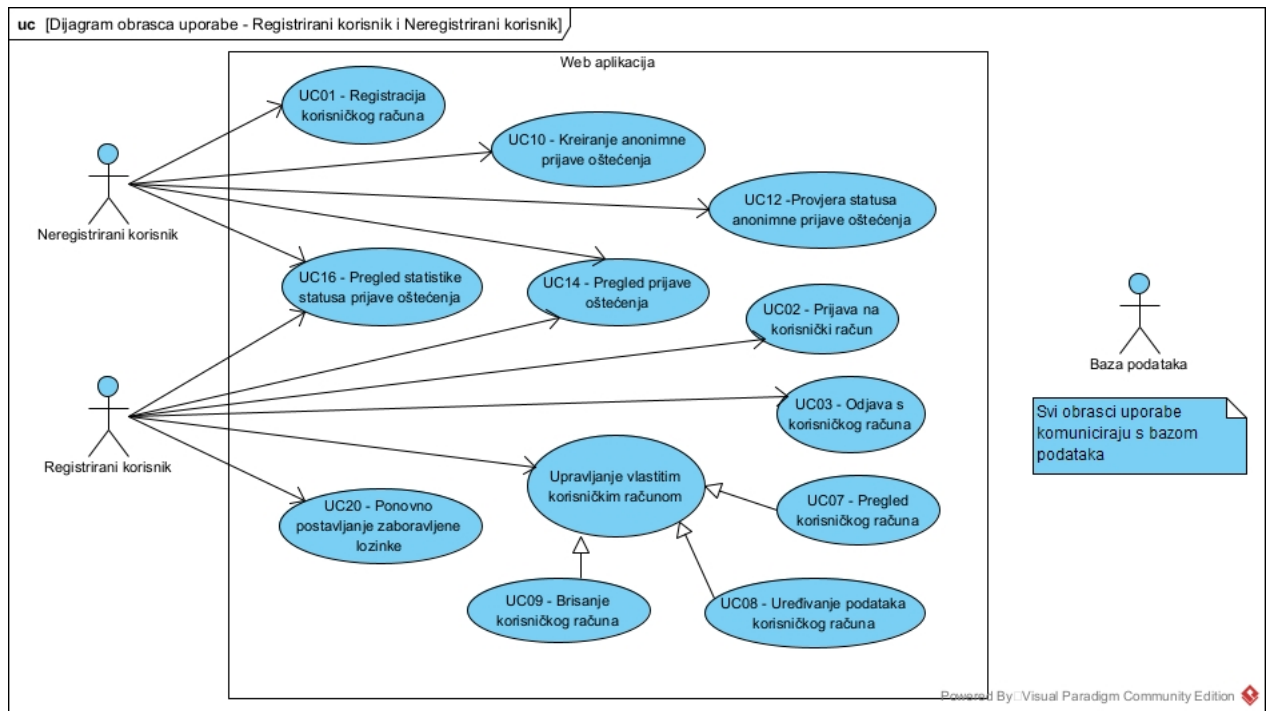 uc [Dijagram obrasca uporabe - Registrirani korisnik i Neregistrirani korisnik]
Web aplikacija
UC01 - Registracija
korisničkog računa
UC10 - Kreiranje anonimne
prijave oštećenja
UC12 -Provjera statusa
anonimne prijave oštećenja
Neregistrirani korisnik
UC16 - Pregled statistike
statusa prijave oštećenja
UC14 - Pregled prijave
oštećenja
UC02 - Prijava na
korisnički račun
Baza podataka
UC03 - Odjava s
korisničkog računa
Svi obrasci uporabe
komuniciraju s bazom
podataka
Registrirani korisnik
Upravljanje vlastitim
korisničkim računom
UC07 - Pregled
korisničkog računa
UC20 - Ponovno
postavljanje zaboravljene
lozinke
UC09 - Brisanje
korisničkog računa
UC08 - Uređivanje podataka
korisničkog računa
Powered By Visual Paradigm Community Edition